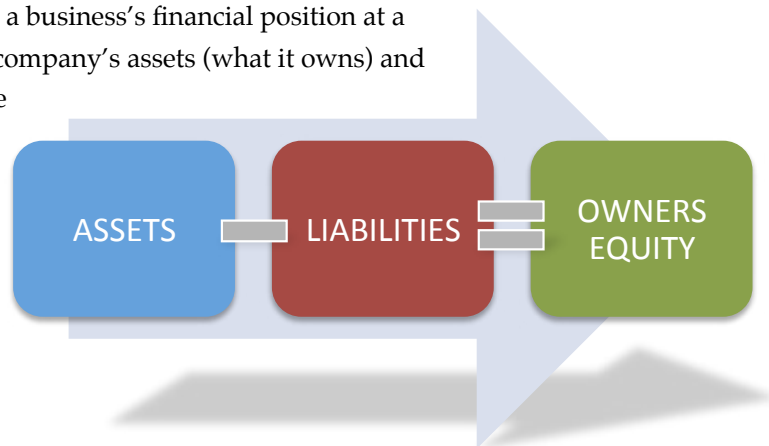 a business’s financial position at a
company’s assets (what it owns) and
ASSETS
LIABILITIES
OWNERS
EQUITY